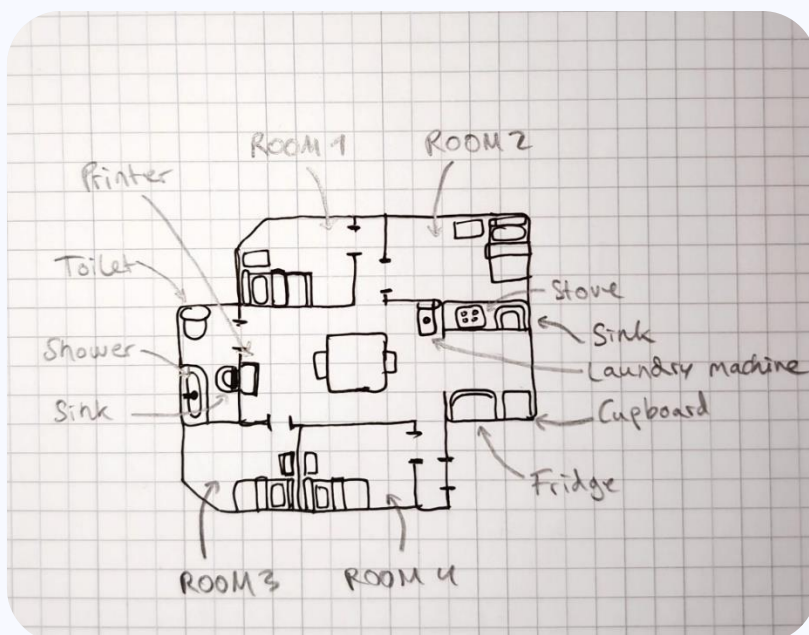 ROOM 1
ROOM 2
Printer
Toilet
Stove
Sink
Shower
Laundry machine
Sink
Cupboard
Fridge
ROOM 3
ROOM 4